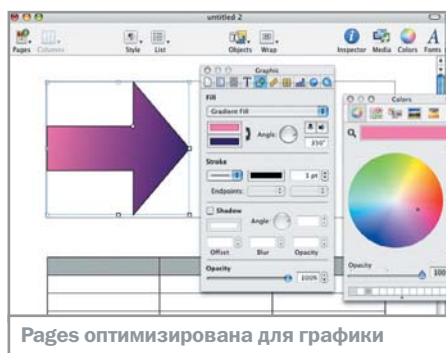 untitled 2
Pages Columns Style List Objects Wrap Inspector Media Colors Fonts
Graphic
Fill
Gradient Fill
Angle:
350°
Stroke
1 pt
Endpoints:
Shadow
Angle:
Offset Blur Opacity
Opacity
100%
Colors
Opacity
100
Pages оптимизирована для графики